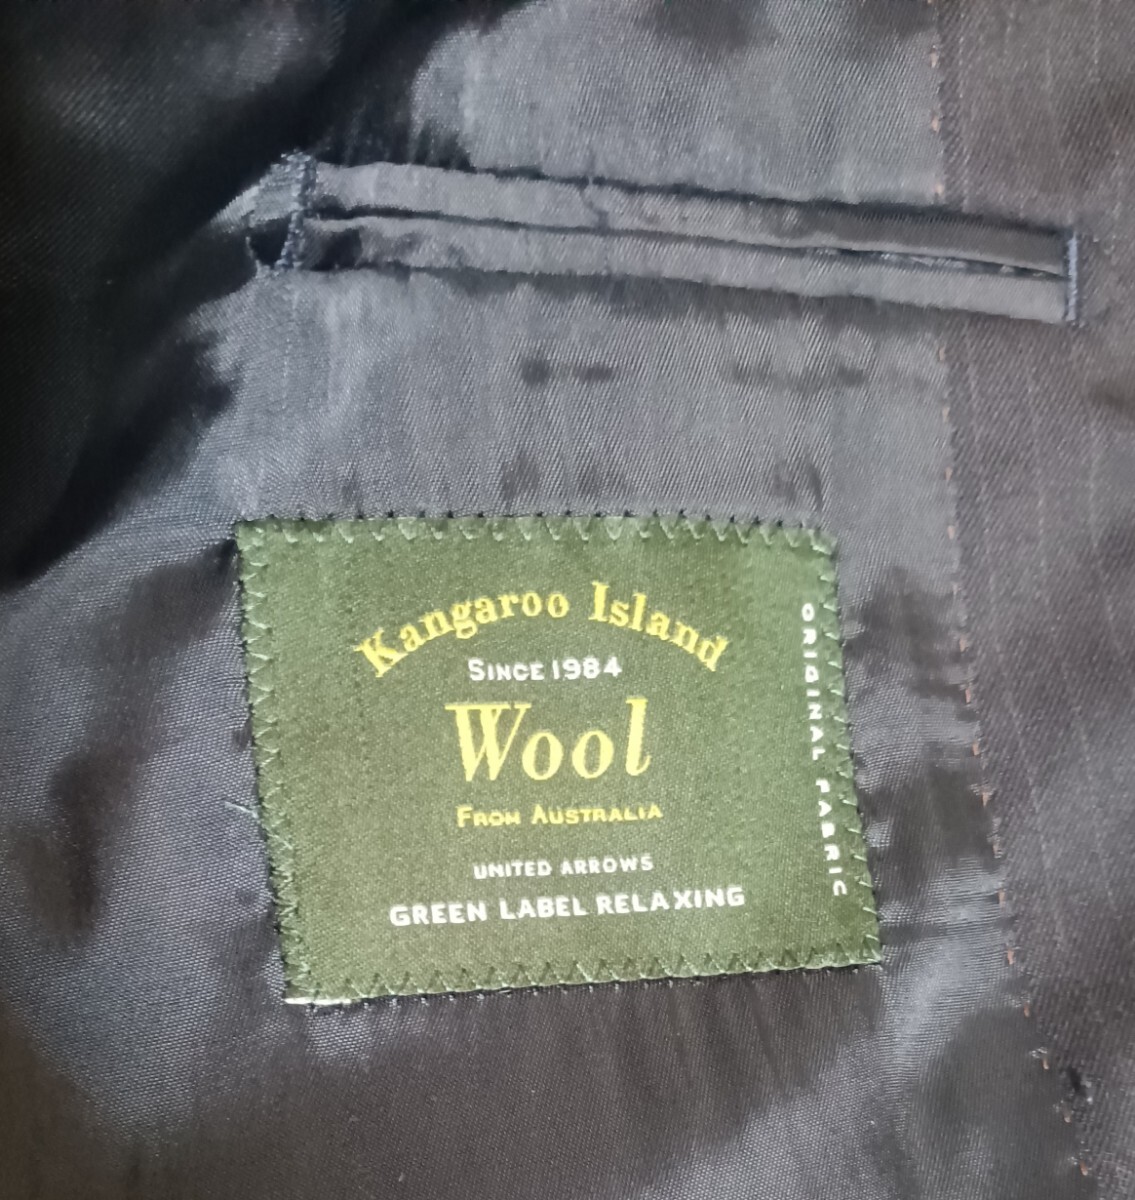 Kangaroo Island
SINCE 1984
Wool
FROM AUSTRALIA
UNITED ARROWS
GREEN LABEL RELAXING
ORIGINAL FABRIC